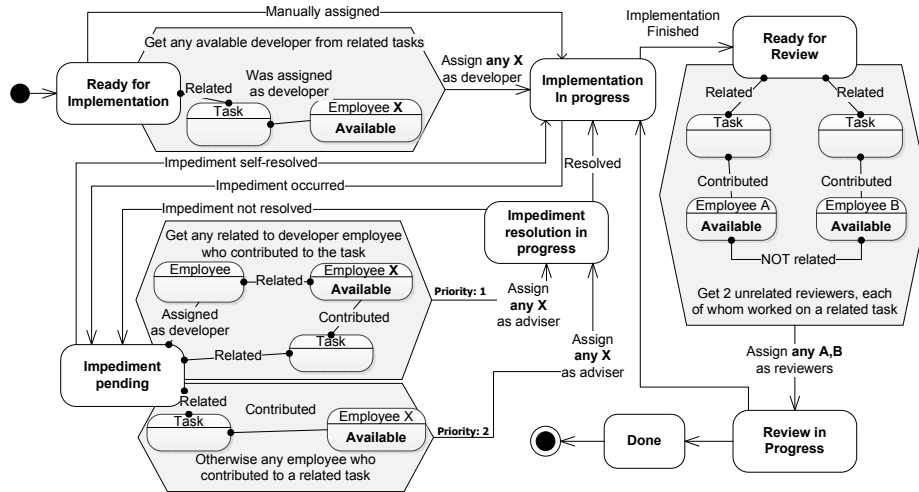 Manually assigned
Get any avalable developer from related tasks
Ready for
Implementation
Related
Was assigned
as developer
Task
Employee X
Available
Assign any X
as developer
Implementation
In progress
Implementation
Finished
Ready for
Review
Related
Related
Task
Task
Contributed
Contributed
Employee A
Available
Employee B
Available
NOT related
Get 2 unrelated reviewers, each
of whom worked on a related task
Impediment self-resolved
Impediment occurred
Impediment not resolved
Resolved
Impediment
resolution in
progress
Get any related to developer employee
who contributed to the task
Employee
Related
Employee X
Available
Priority: 1
Assign
any X
as adviser
Assigned
as developer
Contributed
Related
Task
Impediment
pending
Assign
any X
as adviser
Assign any A,B
as reviewers
Related
Contributed
Task
Employee X
Available
Priority: 2
Otherwise any employee who
contributed to a related task
Done
Review in
Progress